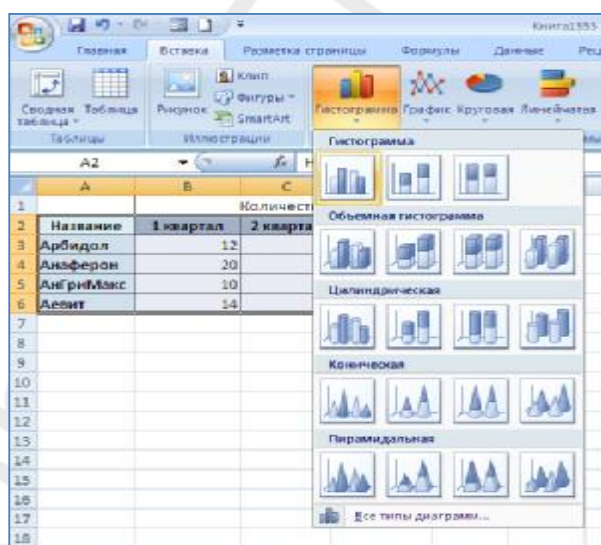 Книга1553
Главная Вставка Разметка страницы Формулы Данные Рец
Сводная таблица Таблица Рисунок Клип Фигуры SmartArt Гистограмма График Круговая Линейчатая
Таблицы Иллюстрации
A2 fx Н
A B C
1 Количест
2 Название 1 квартал 2 кварта
3 Арбидол 12
4 Анаферон 20
5 АнГриМакс 10
6 Аевит 14
7
8
9
10
11
12
13
14
15
16
17
18
Гистограмма
Объемная гистограмма
Цилиндрическая
Коническая
Пирамидальная
Все типы диаграмм...